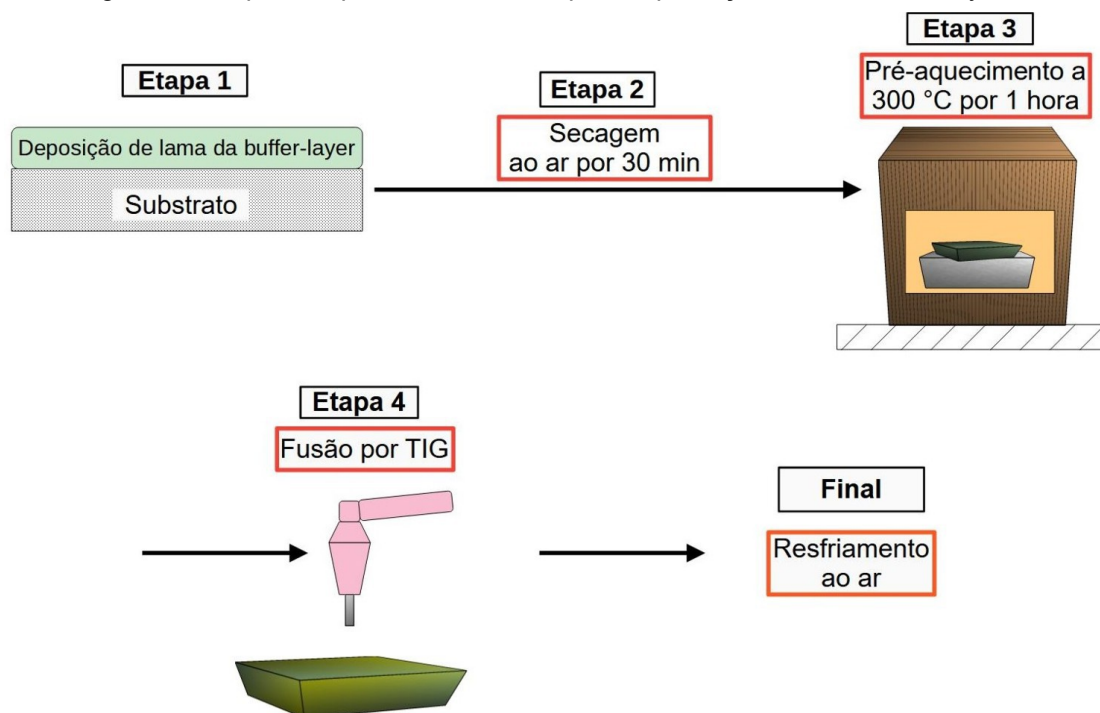 Etapa 1
Deposição de lama da buffer-layer
Substrato
Etapa 2
Secagem
ao ar por 30 min
Etapa 3
Pré-aquecimento a
300 °C por 1 hora
Etapa 4
Fusão por TIG
Final
Resfriamento
ao ar